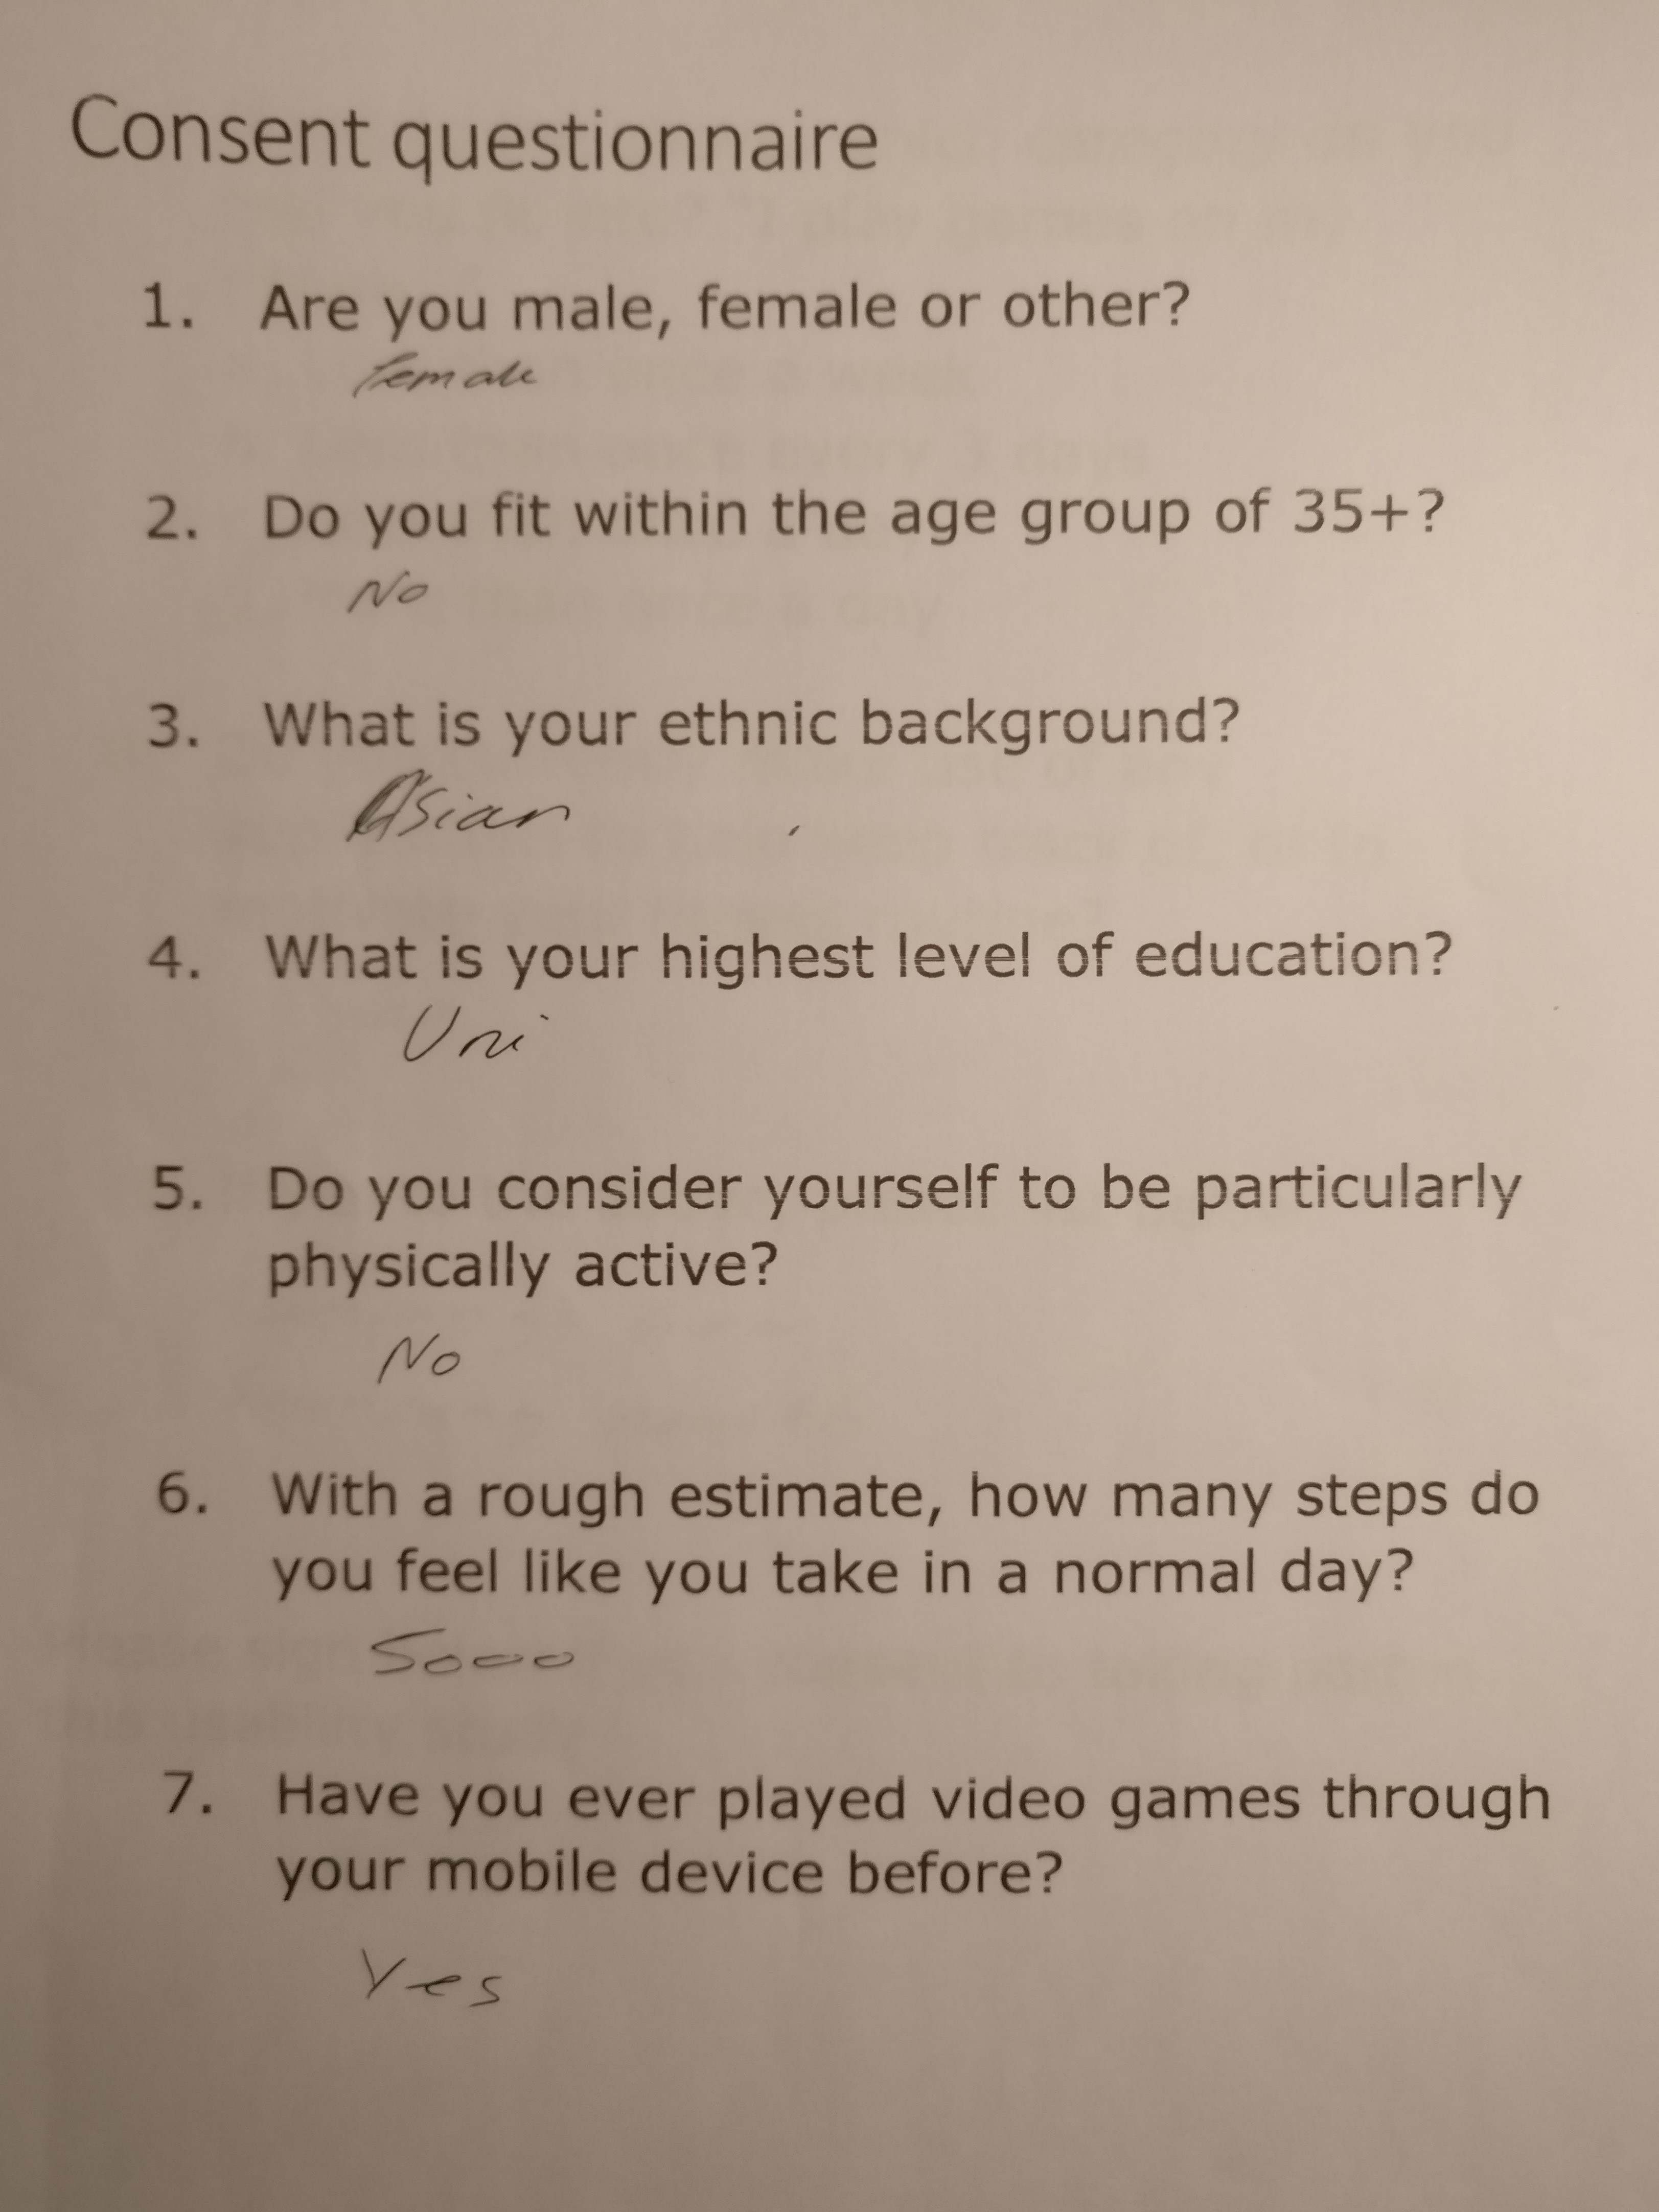 Consent questionnaire
1. Are you male, female or other?
female
2. Do you fit within the age group of 35+?
No
3. What is your ethnic background?
Asian
4. What is your highest level of education?
Uni
5. Do you consider yourself to be particularly
physically active?
No
6. With a rough estimate, how many steps do
you feel like you take in a normal day?
5000
7. Have you ever played video games through
your mobile device before?
Yes